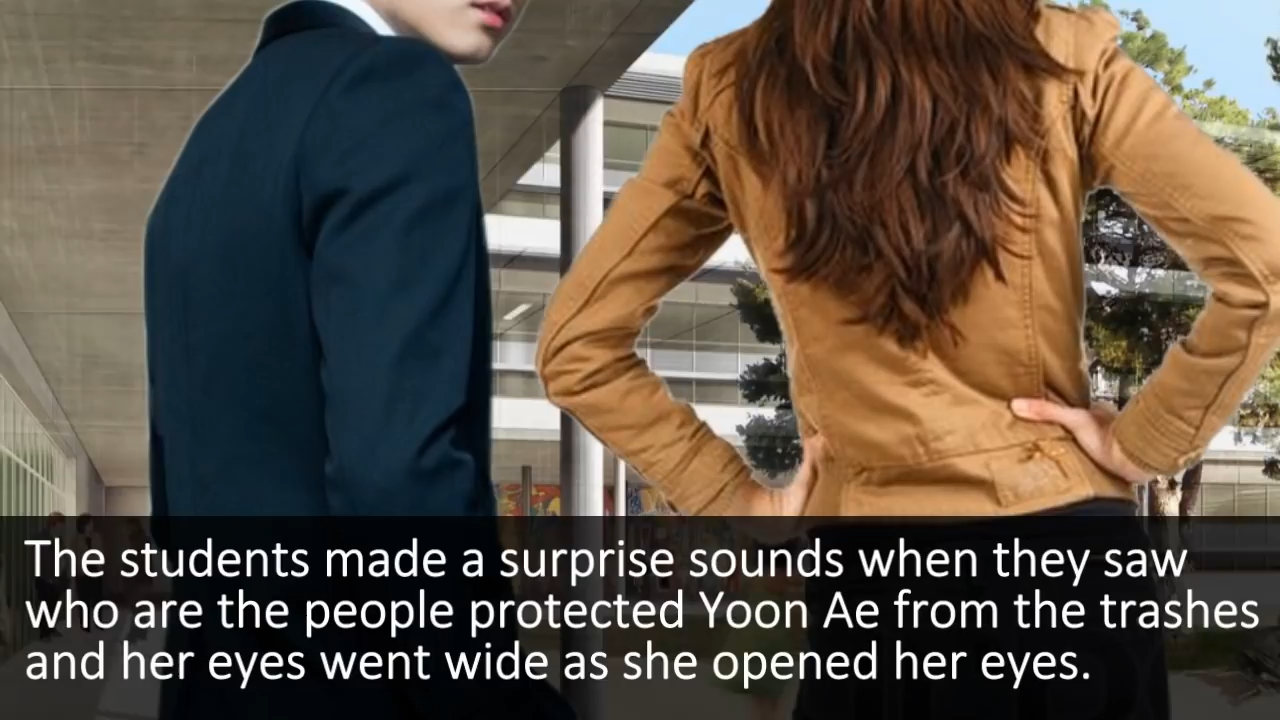 The students made a surprise sounds when they saw
who are the people protected Yoon Ae from the trashes
and her eyes went wide as she opened her eyes.